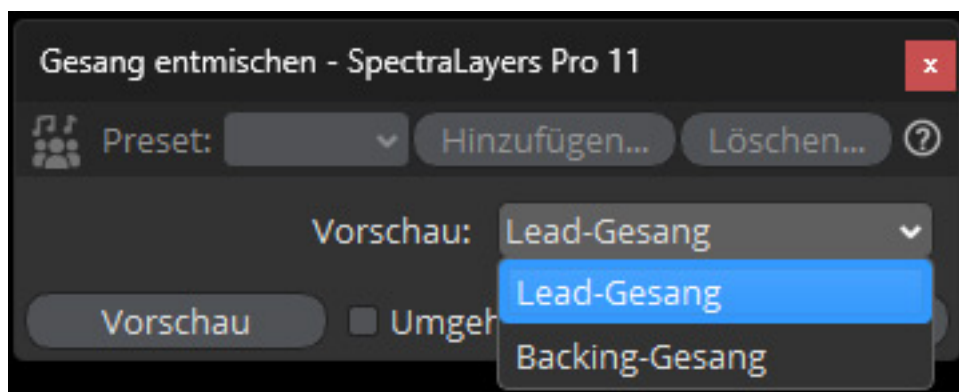 Gesang entmischen - SpectraLayers Pro 11 x
Preset: Hinzufügen... Löschen... ?
Vorschau: Lead-Gesang
Lead-Gesang
Vorschau
Backing-Gesang